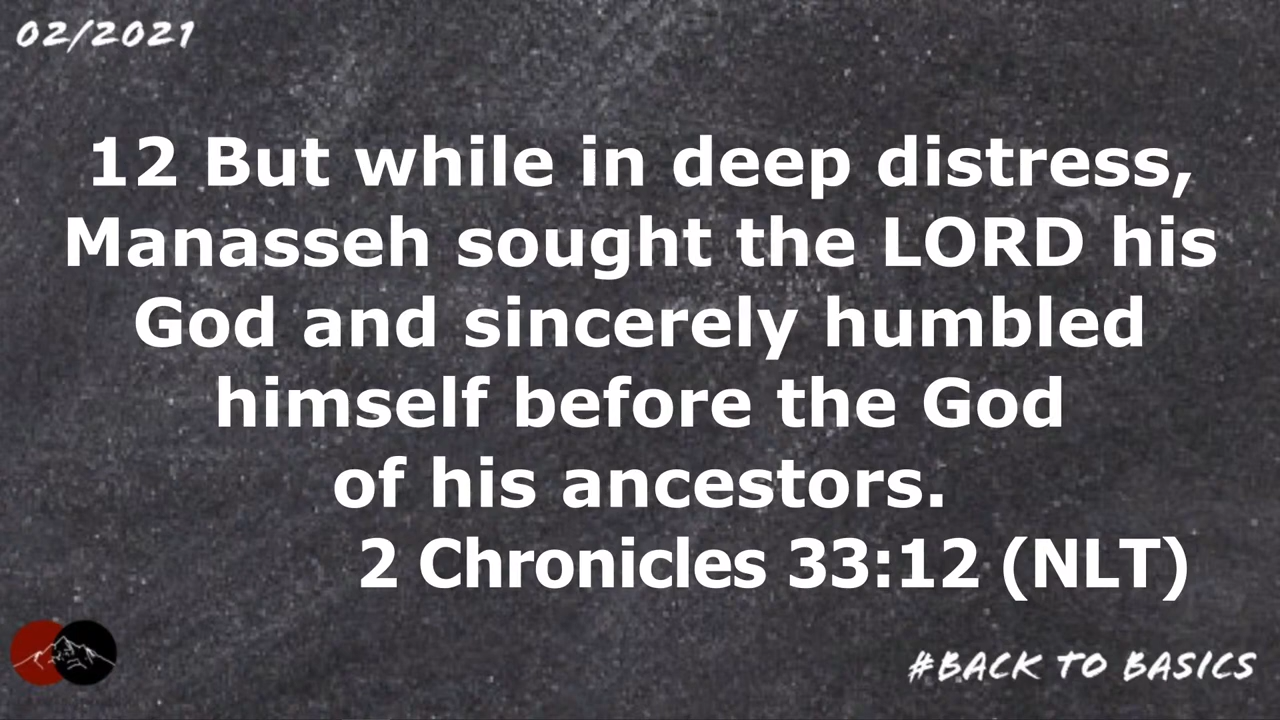 02/2021
12 But while in deep distress,
Manasseh sought the LORD his
God and sincerely humbled
himself before the God
of his ancestors.
2 Chronicles 33:12 (NLT)
#BACK TO BASICS